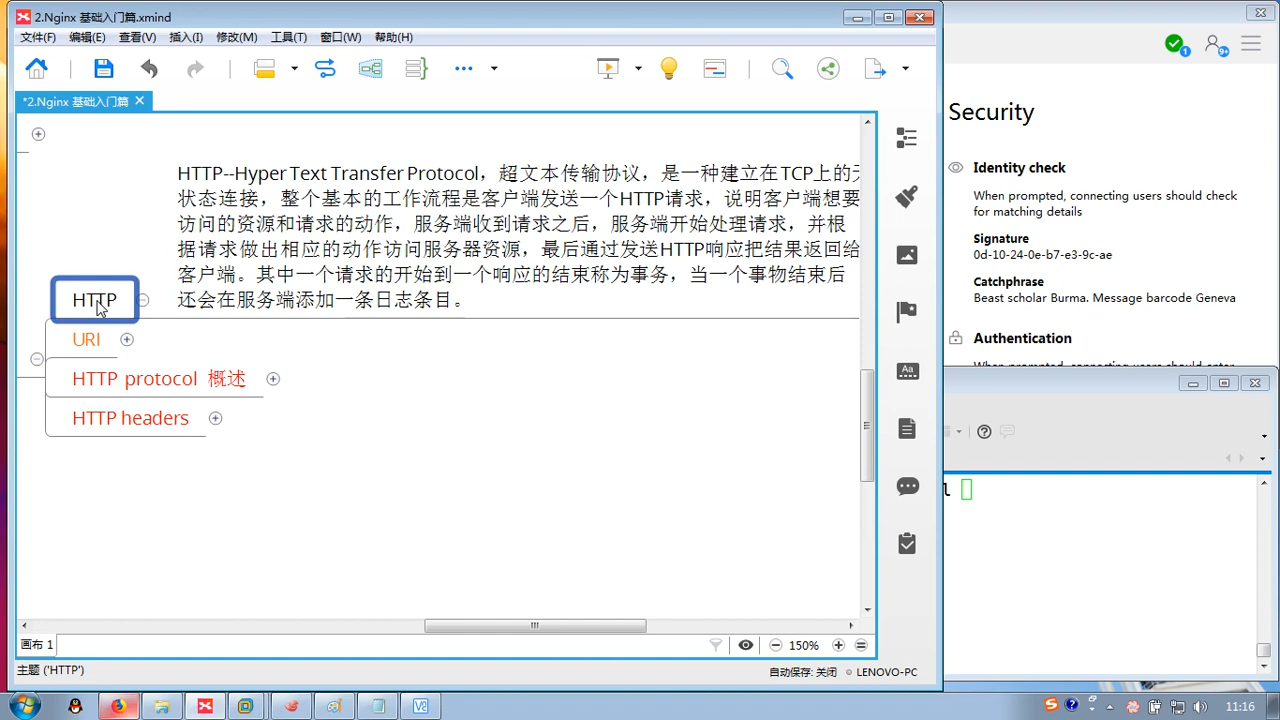 2.Nginx 基础入门篇.xmind
文件(F) 编辑(E) 查看(V) 插入(I) 修改(M) 工具(T) 窗口(W) 帮助(H)
*2.Nginx 基础入门篇
HTTP--Hyper Text Transfer Protocol，超文本传输协议，是一种建立在TCP上的无
状态连接，整个基本的工作流程是客户端发送一个HTTP请求，说明客户端想要
访问的资源和请求的动作，服务端收到请求之后，服务端开始处理请求，并根
据请求做出相应的动作访问服务器资源，最后通过发送HTTP响应把结果返回给
客户端。其中一个请求的开始到一个响应的结束称为事务，当一个事物结束后
还会在服务端添加一条日志条目。
HTTP
URI
HTTP protocol 概述
HTTP headers
Aa
画布 1
150%
主题 ('HTTP')
自动保存: 关闭
LENOVO-PC
1
9+
Security
Identity check
When prompted, connecting users should check
for matching details
Signature
0d-10-24-0e-b7-e3-9c-ae
Catchphrase
Beast scholar Burma. Message barcode Geneva
Authentication
l
11:16